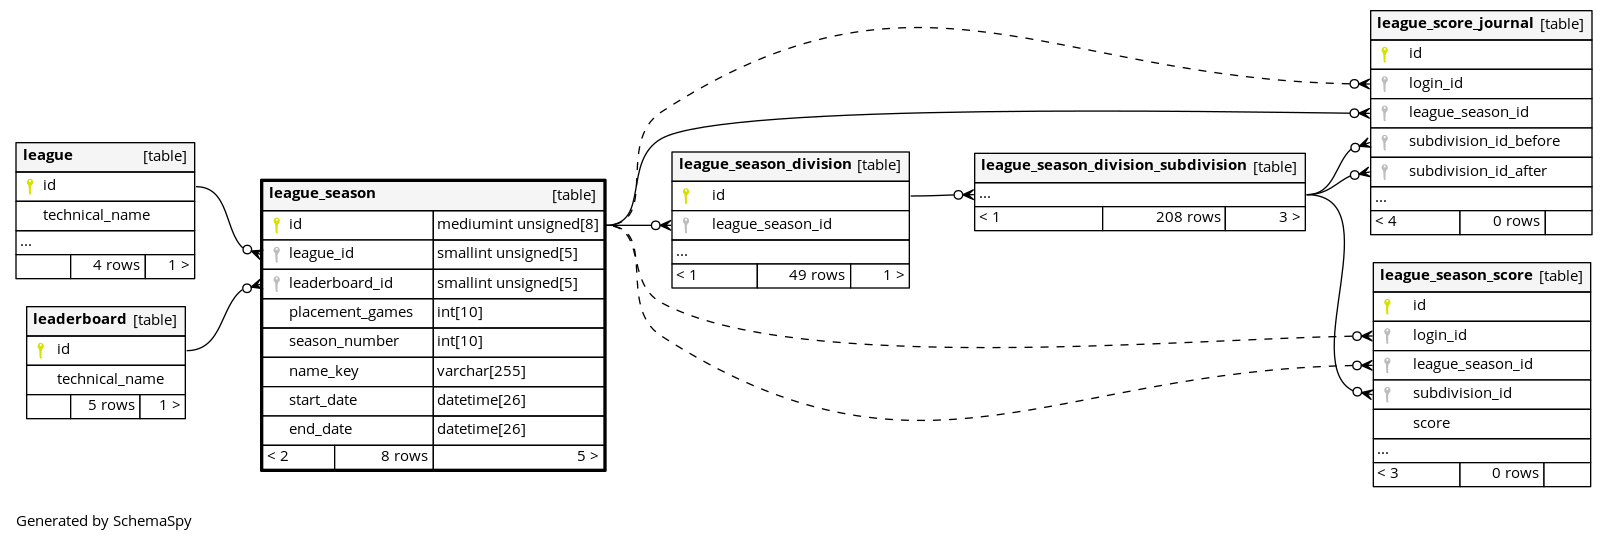 league [table]
id
technical_name
...
4 rows 1 >
leaderboard [table]
id
technical_name
5 rows 1 >
league_season [table]
id mediumint unsigned[8]
league_id smallint unsigned[5]
leaderboard_id smallint unsigned[5]
placement_games int[10]
season_number int[10]
name_key varchar[255]
start_date datetime[26]
end_date datetime[26]
< 2 8 rows 5 >
league_season_division [table]
id
league_season_id
...
< 1 49 rows 1 >
league_season_division_subdivision [table]
...
< 1 208 rows 3 >
league_score_journal [table]
id
login_id
league_season_id
subdivision_id_before
subdivision_id_after
...
< 4 0 rows
league_season_score [table]
id
login_id
league_season_id
subdivision_id
score
...
< 3 0 rows
Generated by SchemaSpy